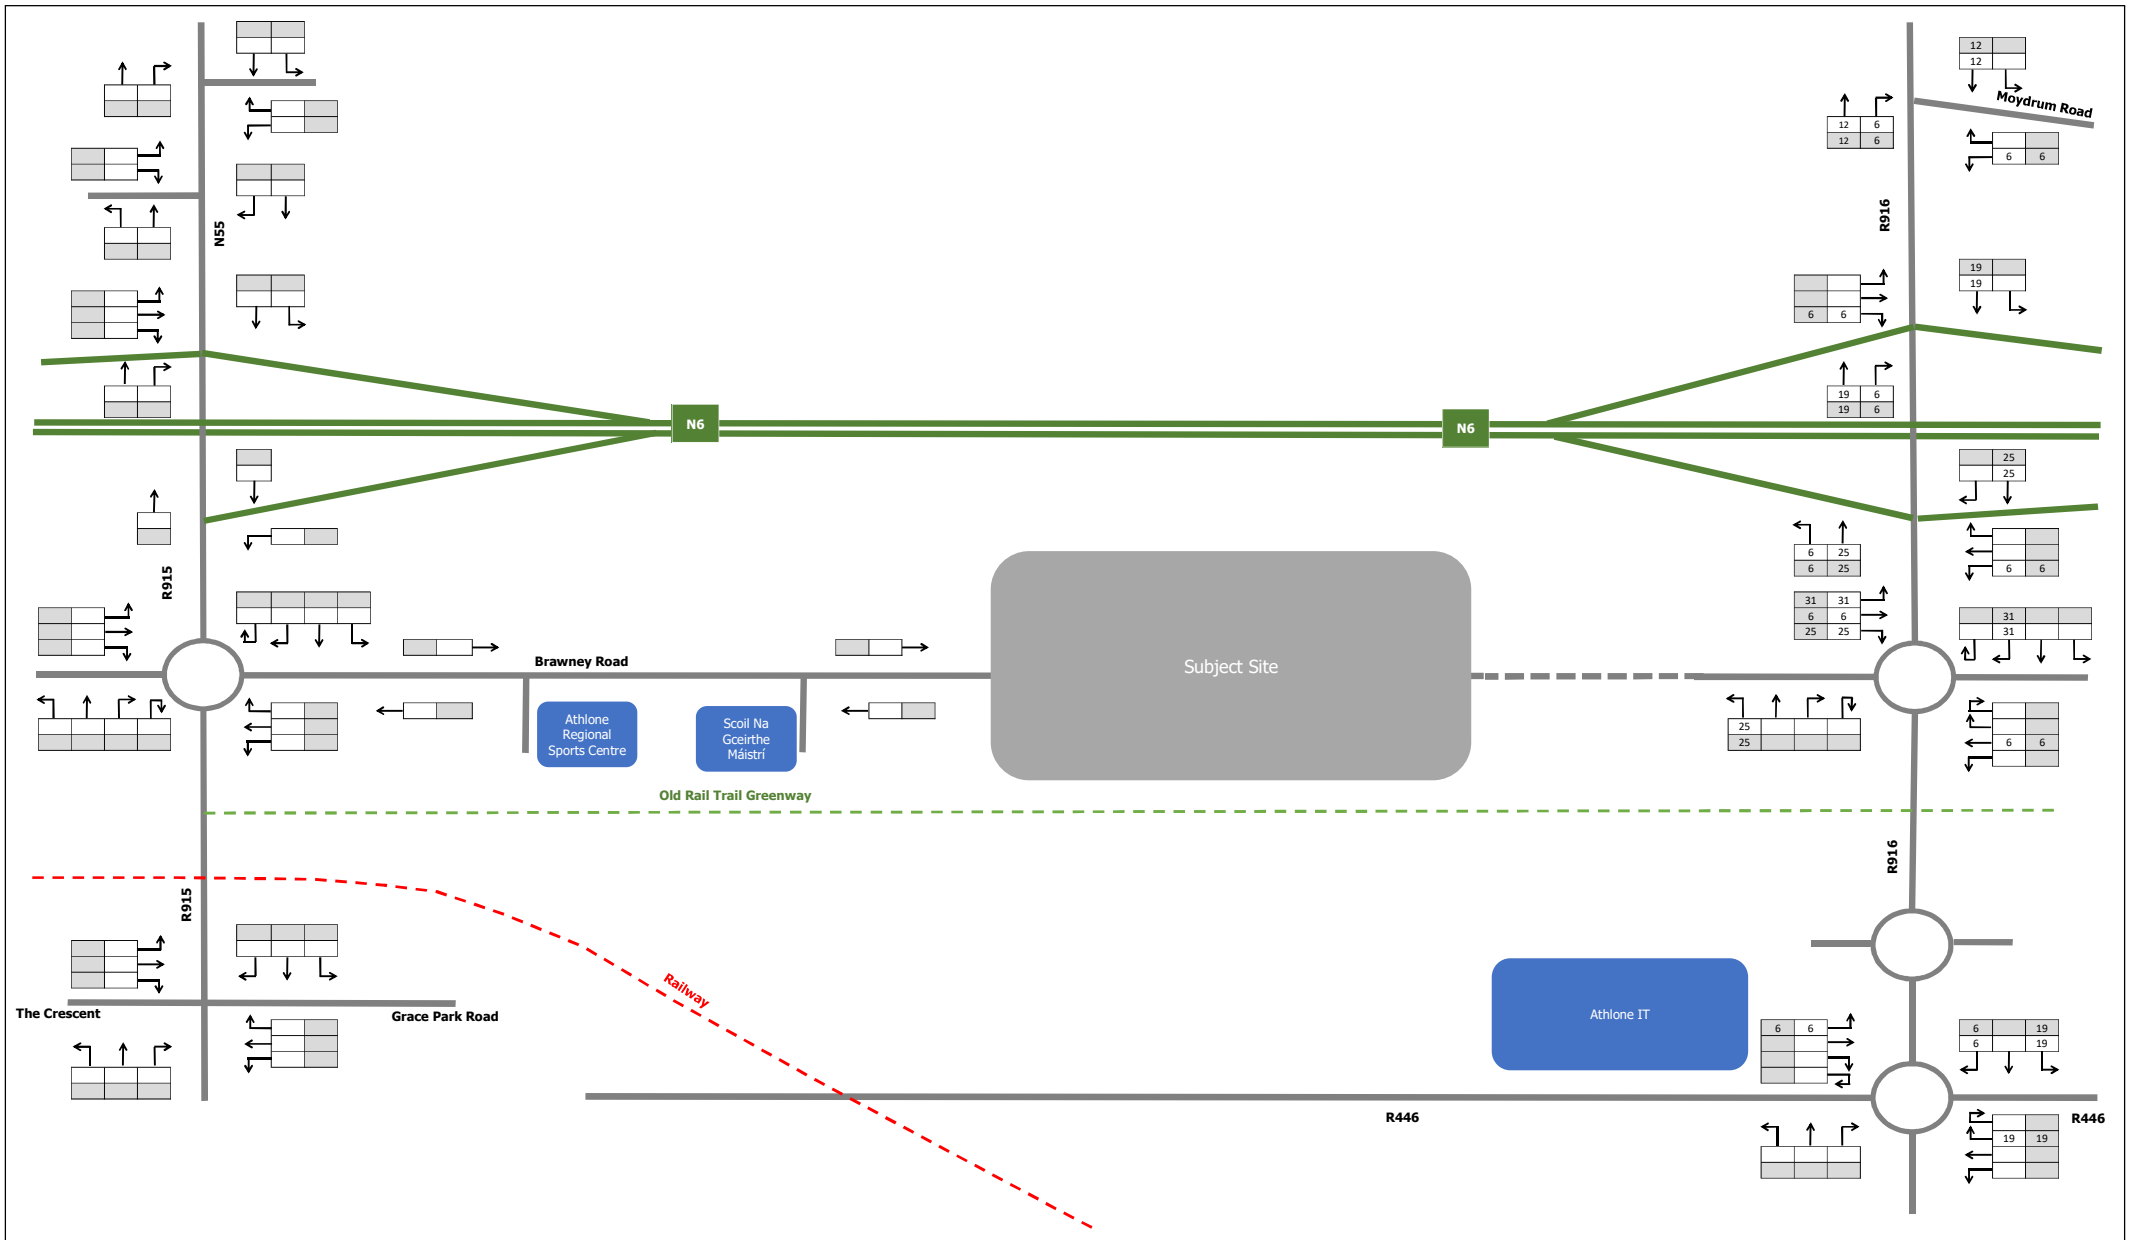 12
12
Moydrum Road
12 6
12 6
6 6
N55
R916
19
19
6 6
19 6
19 6
N6
N6
25
25
6 25
6 25
6 6
R915
31 31
6 6
25 25
31
31
Brawney Road
Subject Site
Athlone
Regional
Sports Centre
Scoil Na
Gceirthe
Máistrí
25
25
6 6
Old Rail Trail Greenway
R915
R916
Railway
The Crescent
Grace Park Road
Athlone IT
6 6
6 19
6 19
R446
R446
19 19